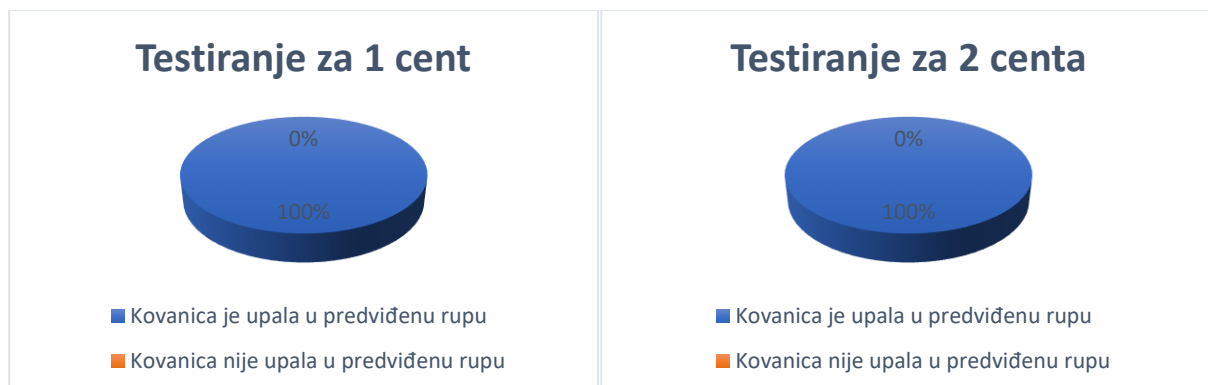 Testiranje za 1 cent
0%
100%
Kovanica je upala u predviđenu rupu
Kovanica nije upala u predviđenu rupu
Testiranje za 2 centa
0%
100%
Kovanica je upala u predviđenu rupu
Kovanica nije upala u predviđenu rupu